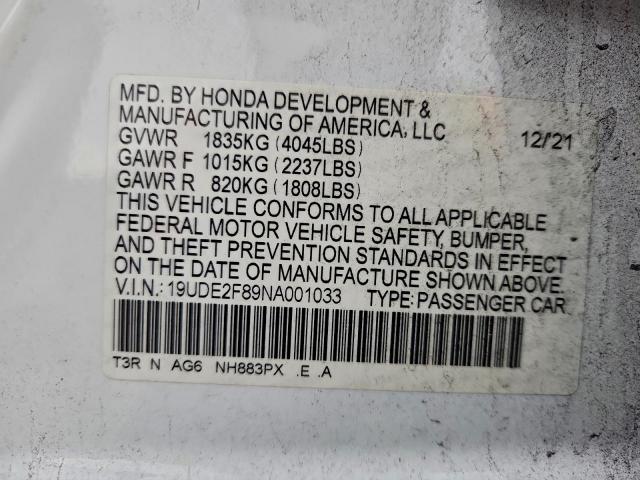 MFD. BY HONDA DEVELOPMENT &
MANUFACTURING OF AMERICA, LLC 12/21
GVWR 1835KG (4045LBS)
GAWR F 1015KG (2237LBS)
GAWR R 820KG (1808LBS)
THIS VEHICLE CONFORMS TO ALL APPLICABLE
FEDERAL MOTOR VEHICLE SAFETY, BUMPER,
AND THEFT PREVENTION STANDARDS IN EFFECT
ON THE DATE OF MANUFACTURE SHOWN ABOVE.
V.I.N.: 19UDE2F89NA001033 TYPE: PASSENGER CAR
T3R N AG6 NH883PX .E .A